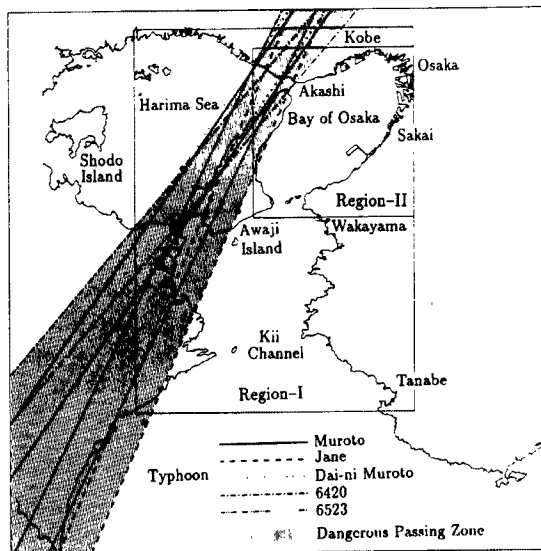 Kobe
Osaka
Akashi
Harima Sea
Bay of Osaka
Sakai
Shodo
Island
Region-II
Awaji
Island
Wakayama
Kii
Channel
Tanabe
Region-I
Muroto
Jane
Typhoon
Dai-ni Muroto
6420
6523
Dangerous Passing Zone